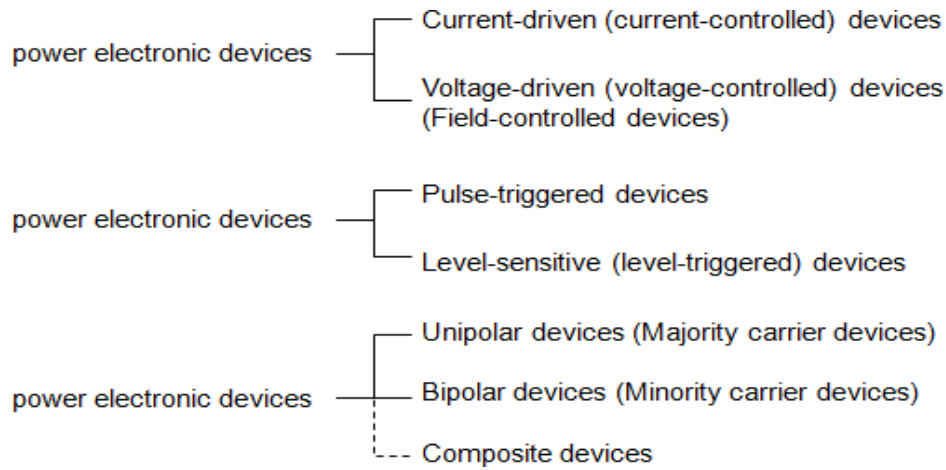 Current-driven (current-controlled) devices
power electronic devices
Voltage-driven (voltage-controlled) devices
(Field-controlled devices)
Pulse-triggered devices
power electronic devices
Level-sensitive (level-triggered) devices
Unipolar devices (Majority carrier devices)
power electronic devices
Bipolar devices (Minority carrier devices)
Composite devices